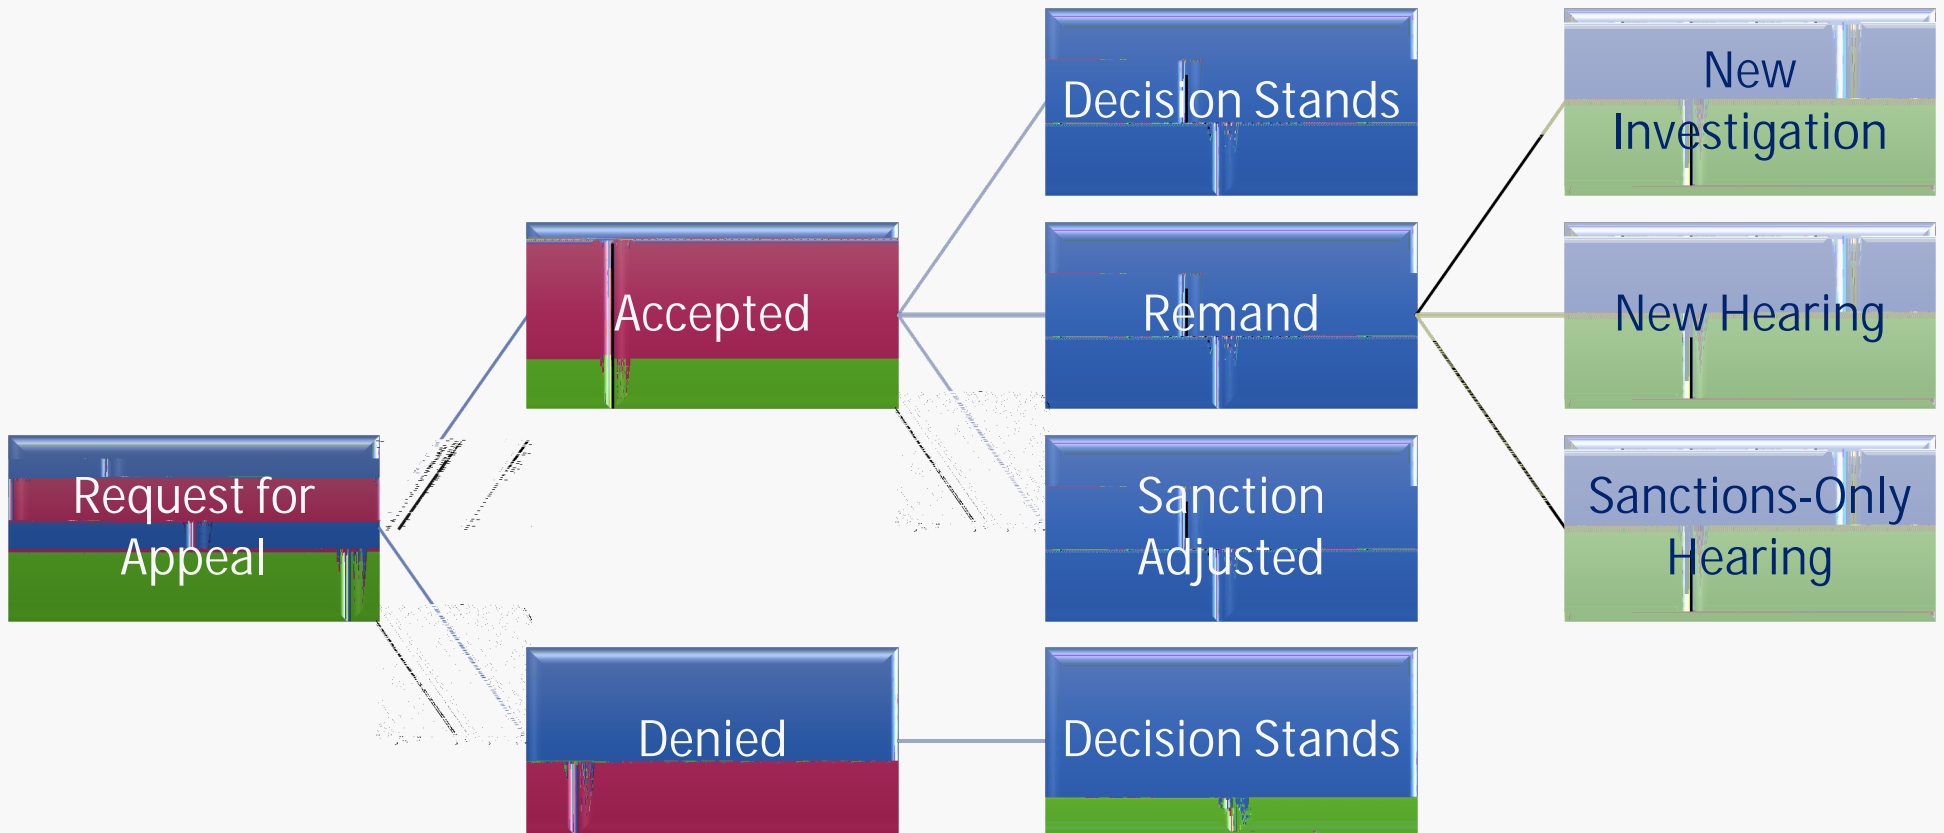 Request for
Appeal
Accepted
Denied
Decision Stands
Remand
Sanction
Adjusted
Decision Stands
New
Investigation
New Hearing
Sanctions-Only
Hearing